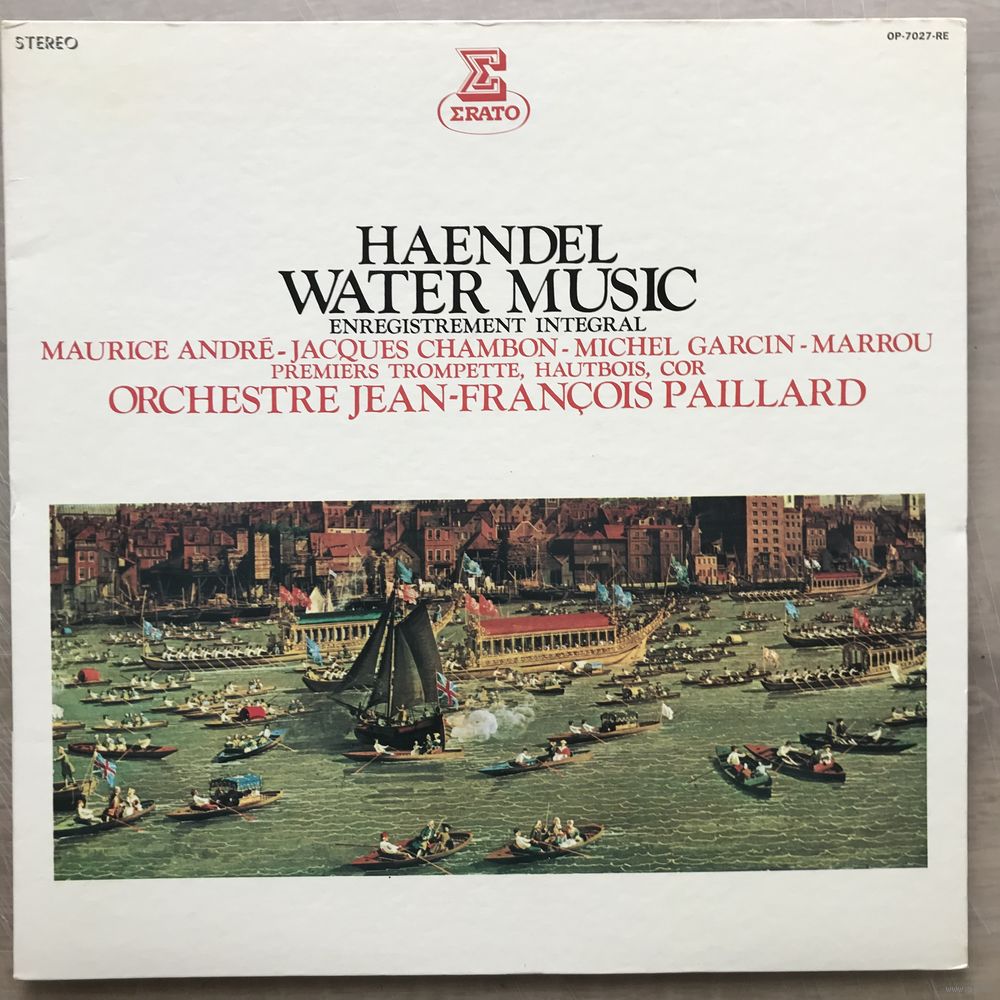 STEREO
OP-7027-RE
ΣRATO
HAENDEL
WATER MUSIC
ENREGISTREMENT INTEGRAL
MAURICE ANDRÉ-JACQUES CHAMBON-MICHEL GARCIN-MARROU
PREMIERS TROMPETTE, HAUTBOIS, COR
ORCHESTRE JEAN-FRANÇOIS PAILLARD